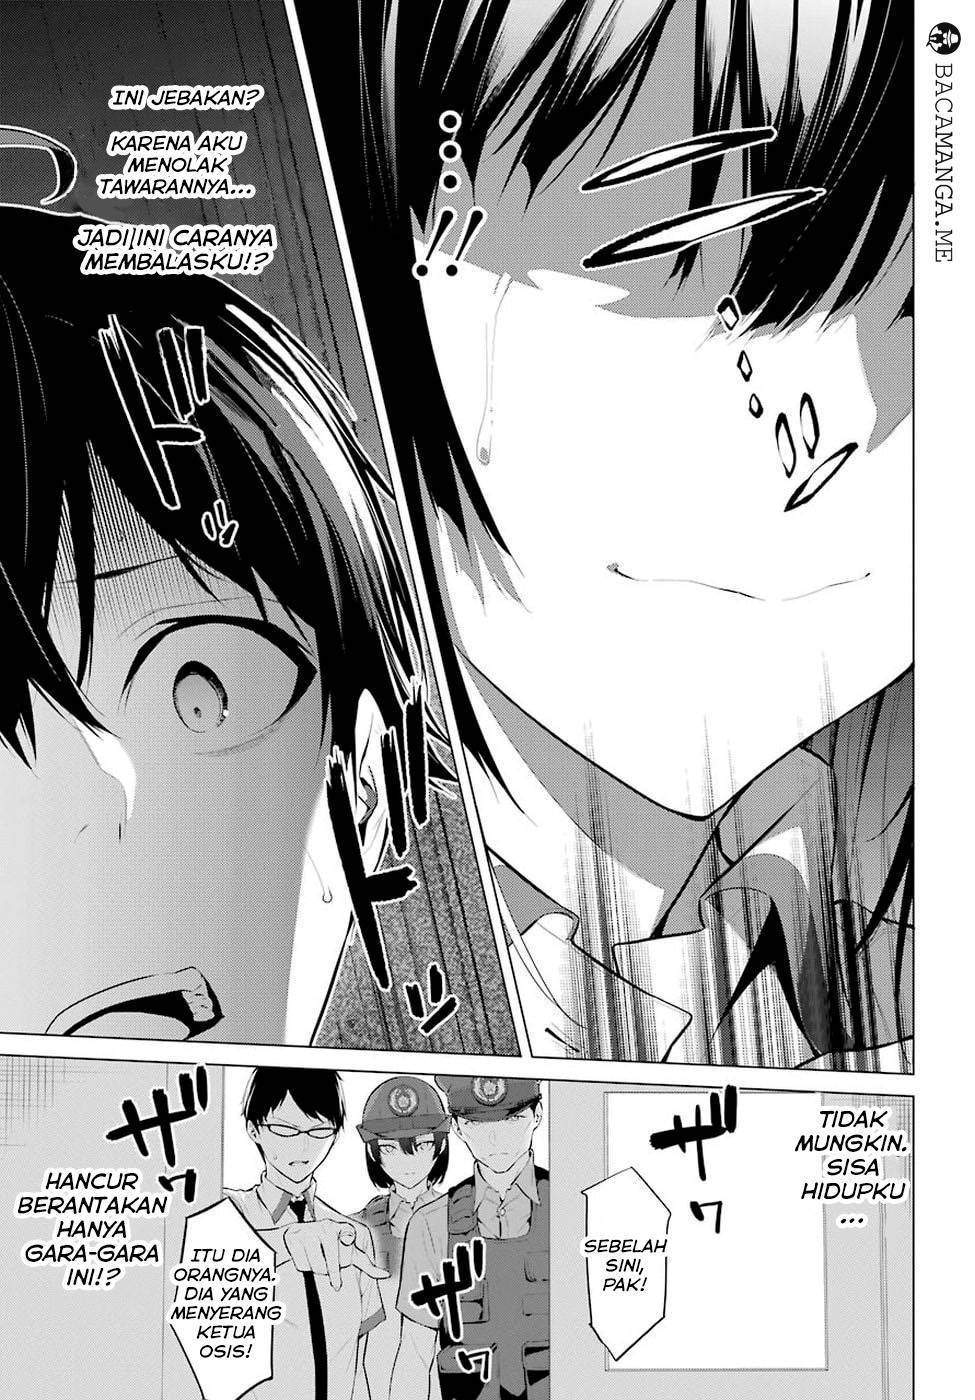 BACAMANGA.ME
INI JEBAKAN?
KARENA AKU
MENOLAK
TAWARANNYA...
JADI INI CARANYA
MEMBALASKU!?
ドッ
ドッ
TIDAK
MUNGKIN.
SISA
HIDUPKU
...
SEBELAH
SINI,
PAK!
ザワ
ザワ
ITU DIA
ORANGNYA.
DIA YANG
MENYERANG
KETUA
OSIS!
HANCUR
BERANTAKAN
HANYA
GARA-GARA
INI!?